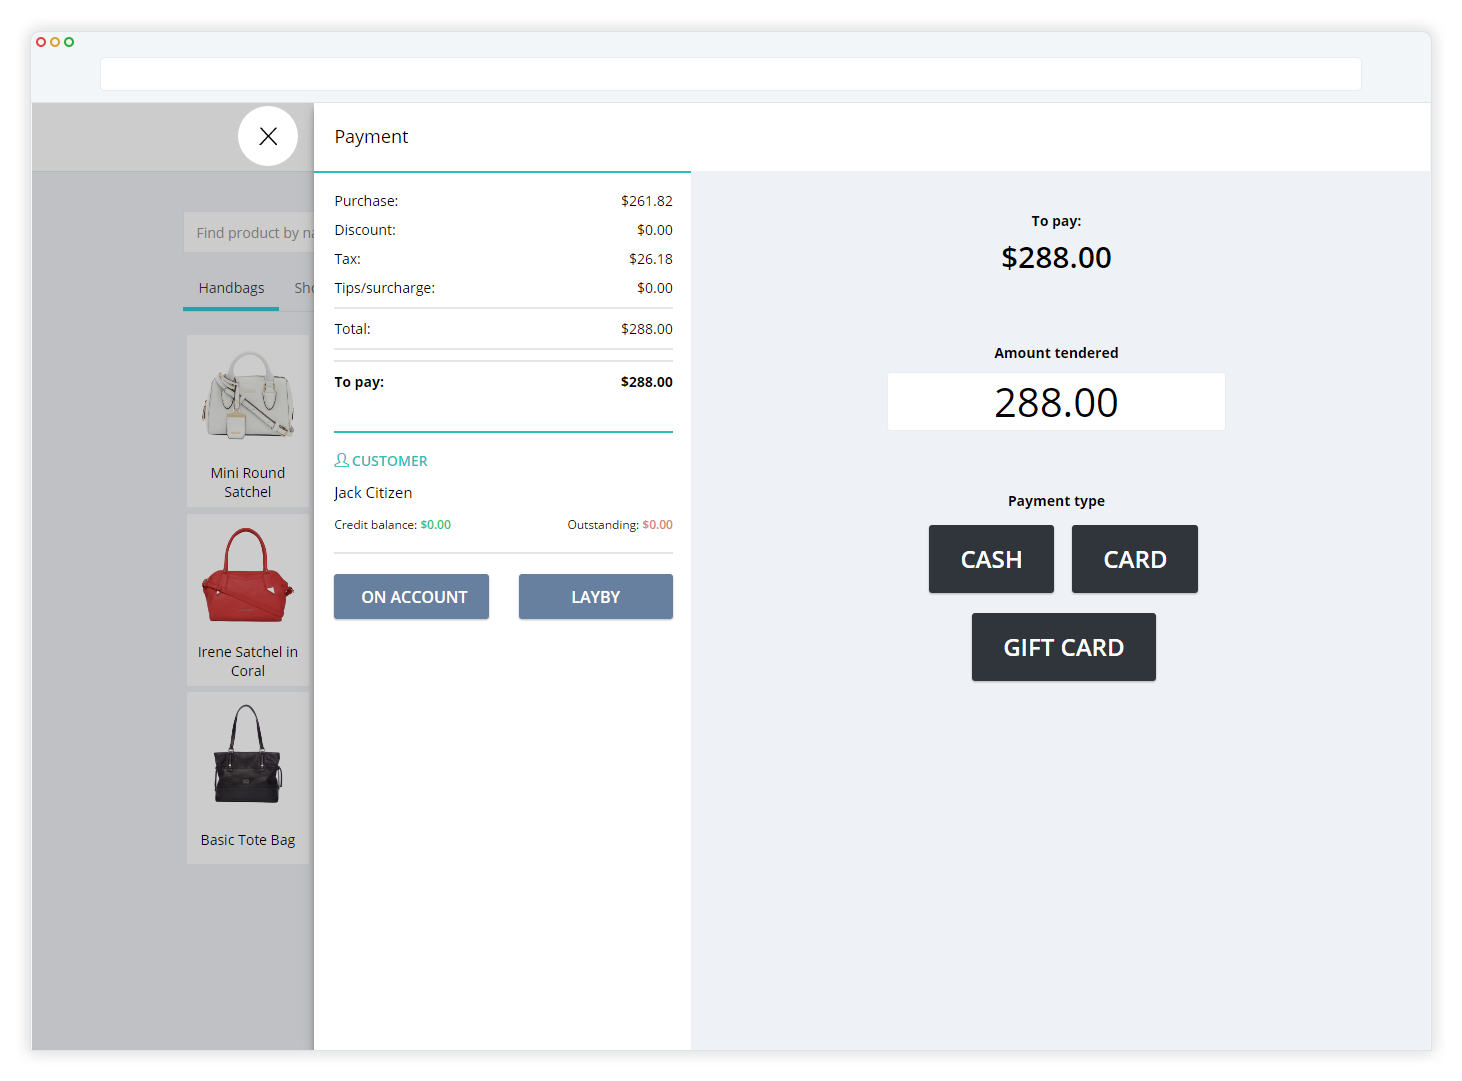 Payment
Find product by na
Handbags Sho
Mini Round
Satchel
Irene Satchel in
Coral
Basic Tote Bag
Purchase: $261.82
Discount: $0.00
Tax: $26.18
Tips/surcharge: $0.00
Total: $288.00
To pay: $288.00
CUSTOMER
Jack Citizen
Credit balance: $0.00 Outstanding: $0.00
ON ACCOUNT LAYBY
To pay:
$288.00
Amount tendered
288.00
Payment type
CASH CARD
GIFT CARD